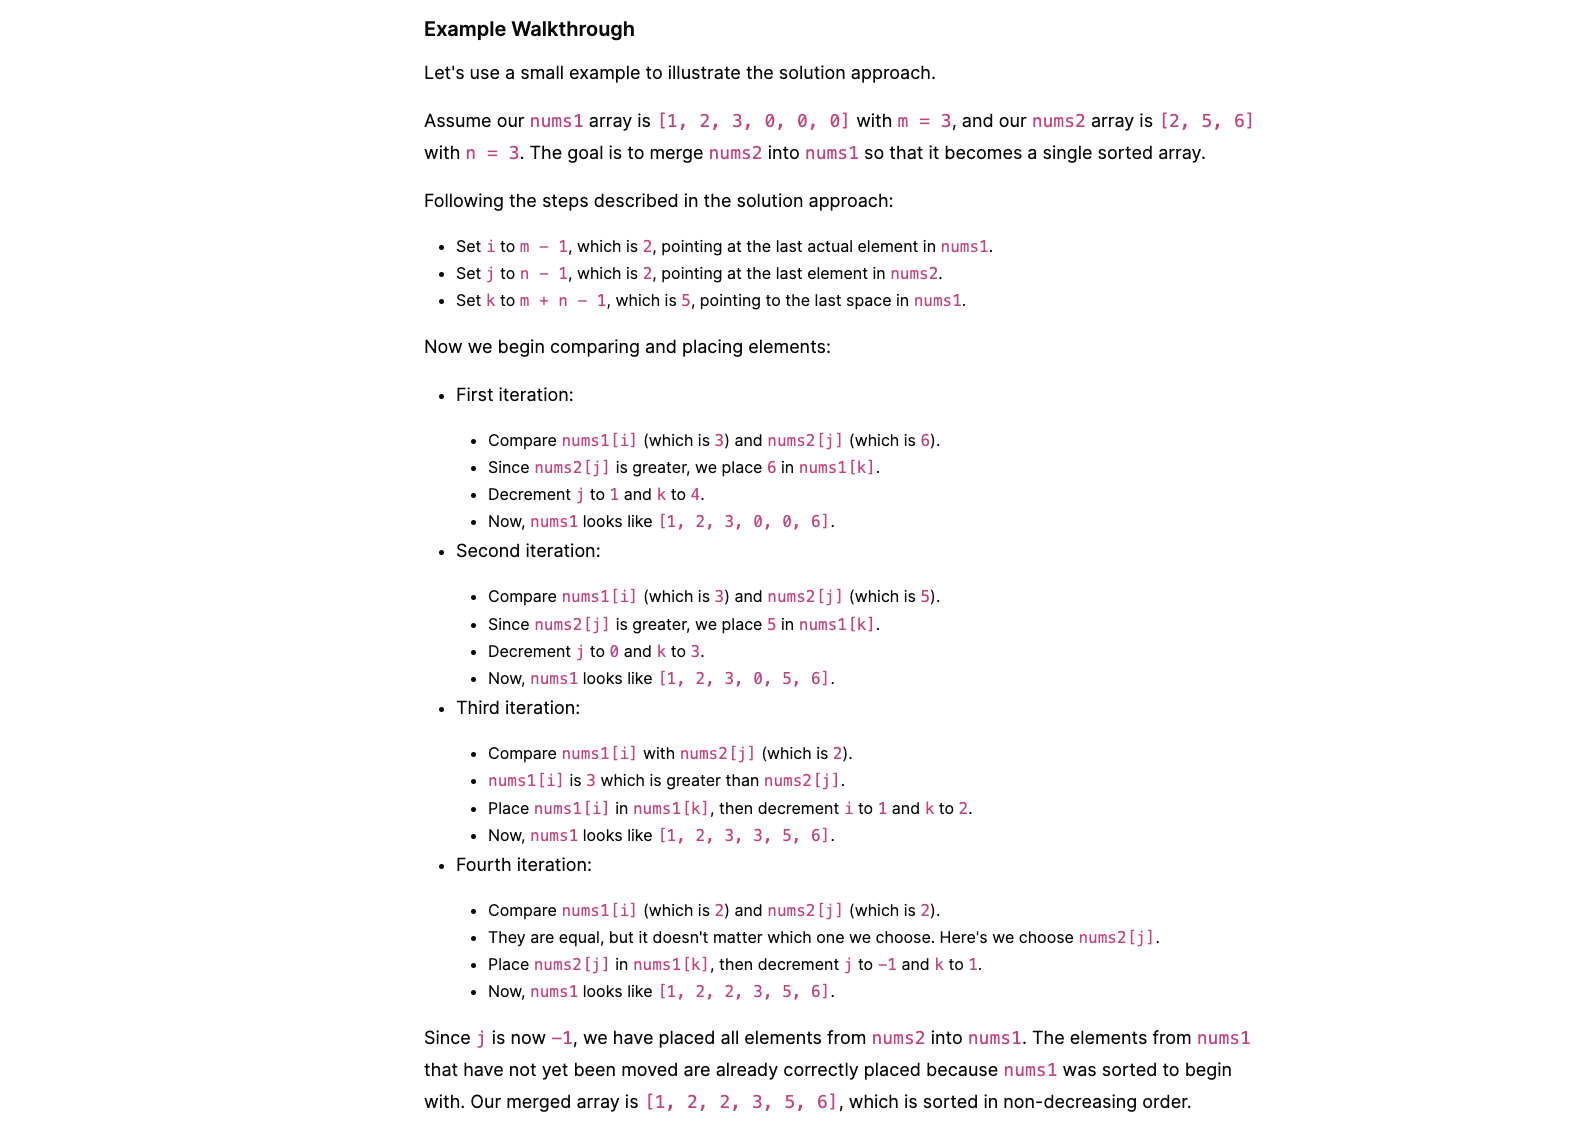 Example Walkthrough
Let's use a small example to illustrate the solution approach.
Assume our nums1 array is [1, 2, 3, 0, 0, 0] with m = 3, and our nums2 array is [2, 5, 6]
with n = 3. The goal is to merge nums2 into nums1 so that it becomes a single sorted array.
Following the steps described in the solution approach:
• Set i to m - 1, which is 2, pointing at the last actual element in nums1.
• Set j to n - 1, which is 2, pointing at the last element in nums2.
• Set k to m + n - 1, which is 5, pointing to the last space in nums1.
Now we begin comparing and placing elements:
• First iteration:
• Compare nums1[i] (which is 3) and nums2[j] (which is 6).
• Since nums2[j] is greater, we place 6 in nums1[k].
• Decrement j to 1 and k to 4.
• Now, nums1 looks like [1, 2, 3, 0, 0, 6].
• Second iteration:
• Compare nums1[i] (which is 3) and nums2[j] (which is 5).
• Since nums2[j] is greater, we place 5 in nums1[k].
• Decrement j to 0 and k to 3.
• Now, nums1 looks like [1, 2, 3, 0, 5, 6].
• Third iteration:
• Compare nums1[i] with nums2[j] (which is 2).
• nums1[i] is 3 which is greater than nums2[j].
• Place nums1[i] in nums1[k], then decrement i to 1 and k to 2.
• Now, nums1 looks like [1, 2, 3, 3, 5, 6].
• Fourth iteration:
• Compare nums1[i] (which is 2) and nums2[j] (which is 2).
• They are equal, but it doesn't matter which one we choose. Here's we choose nums2[j].
• Place nums2[j] in nums1[k], then decrement j to -1 and k to 1.
• Now, nums1 looks like [1, 2, 2, 3, 5, 6].
Since j is now -1, we have placed all elements from nums2 into nums1. The elements from nums1
that have not yet been moved are already correctly placed because nums1 was sorted to begin
with. Our merged array is [1, 2, 2, 3, 5, 6], which is sorted in non-decreasing order.